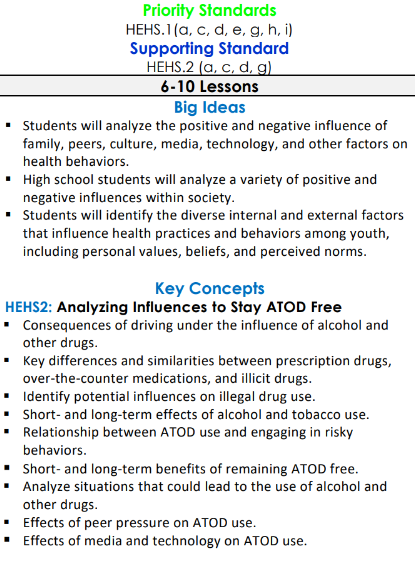 Priority Standards
HEHS.1(a, c, d, e, g, h, i)
Supporting Standard
HEHS.2 (a, c, d, g)
6-10 Lessons
Big Ideas
▪ Students will analyze the positive and negative influence of
family, peers, culture, media, technology, and other factors on
health behaviors.
▪ High school students will analyze a variety of positive and
negative influences within society.
▪ Students will identify the diverse internal and external factors
that influence health practices and behaviors among youth,
including personal values, beliefs, and perceived norms.
Key Concepts
HEHS2: Analyzing Influences to Stay ATOD Free
▪ Consequences of driving under the influence of alcohol and
other drugs.
▪ Key differences and similarities between prescription drugs,
over-the-counter medications, and illicit drugs.
▪ Identify potential influences on illegal drug use.
▪ Short- and long-term effects of alcohol and tobacco use.
▪ Relationship between ATOD use and engaging in risky
behaviors.
▪ Short- and long-term benefits of remaining ATOD free.
▪ Analyze situations that could lead to the use of alcohol and
other drugs.
▪ Effects of peer pressure on ATOD use.
▪ Effects of media and technology on ATOD use.